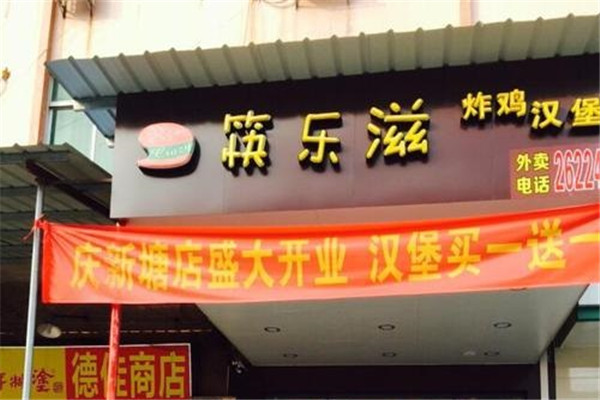 筷乐滋
炸鸡汉堡
外卖
电话
26224
庆新塘店盛大开业 汉堡买一送一
德佳商店